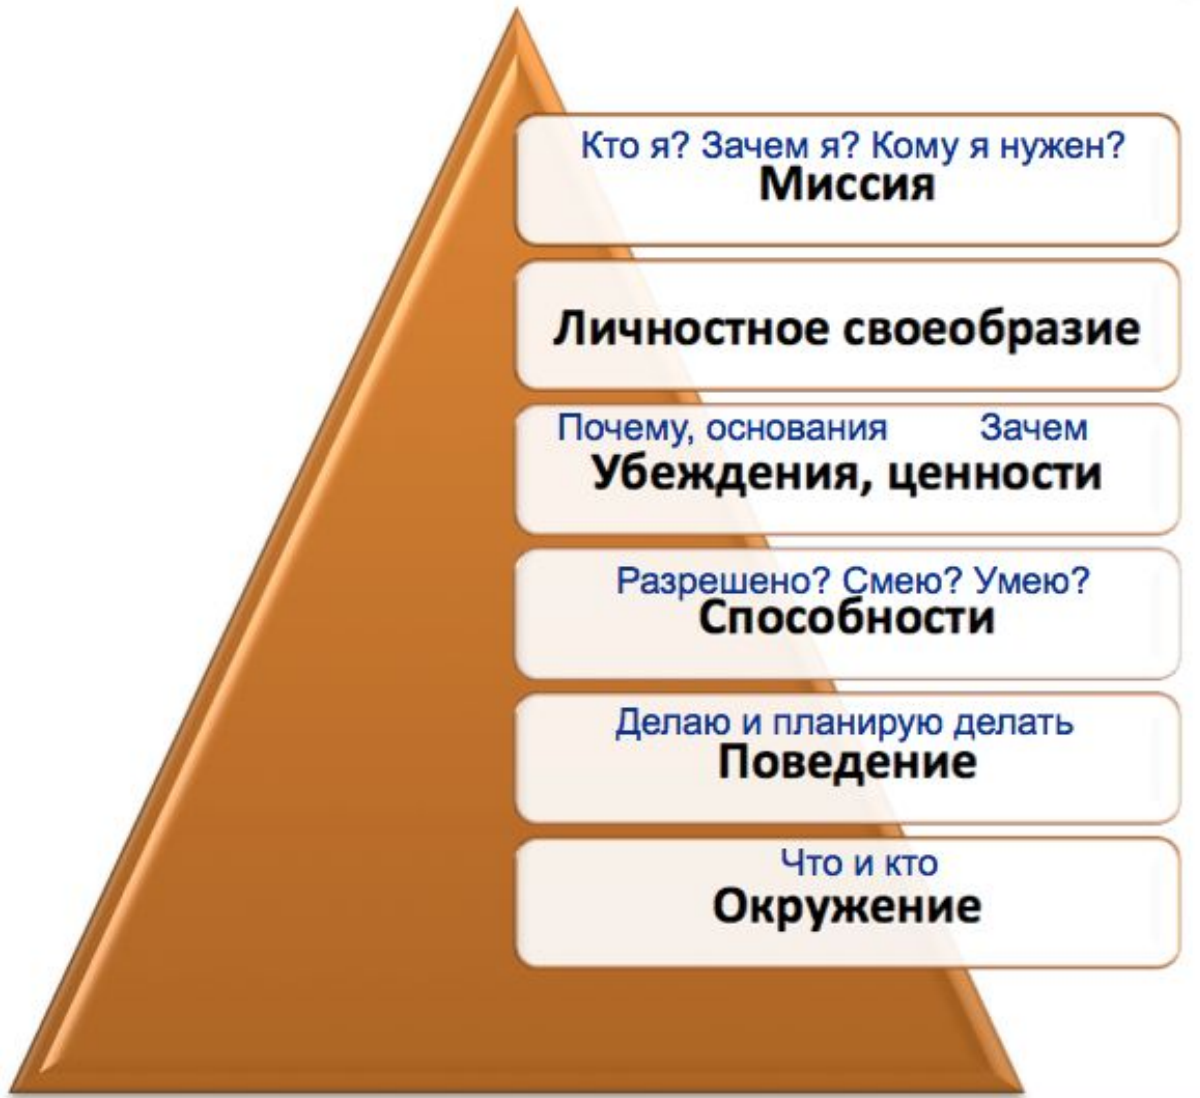 Кто я? Зачем я? Кому я нужен?
Миссия
Личностное своеобразие
Почему, основания Зачем
Убеждения, ценности
Разрешено? Смею? Умею?
Способности
Делаю и планирую делать
Поведение
Что и кто
Окружение